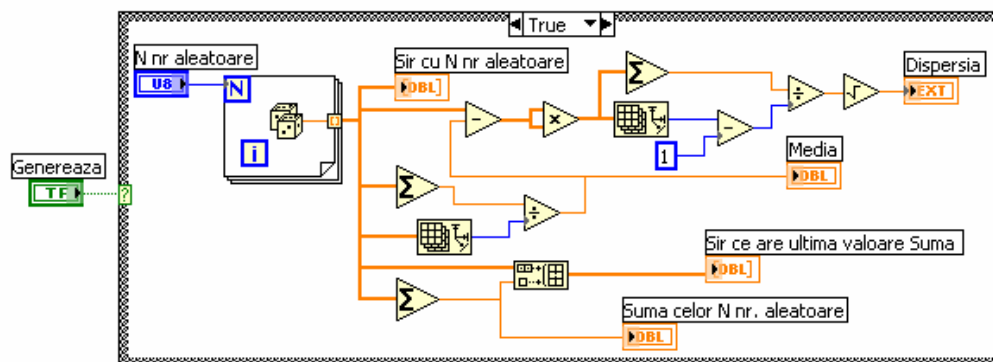 True
N nr aleatoare
U8
N
i
Sir cu N nr aleatoare
DBL]
Σ
÷
√
Dispersia
EXT
-
×
-
1
Media
DBL
Genereaza
TF
?
Σ
÷
Sir ce are ultima valoare Suma
DBL]
Σ
Suma celor N nr. aleatoare
DBL